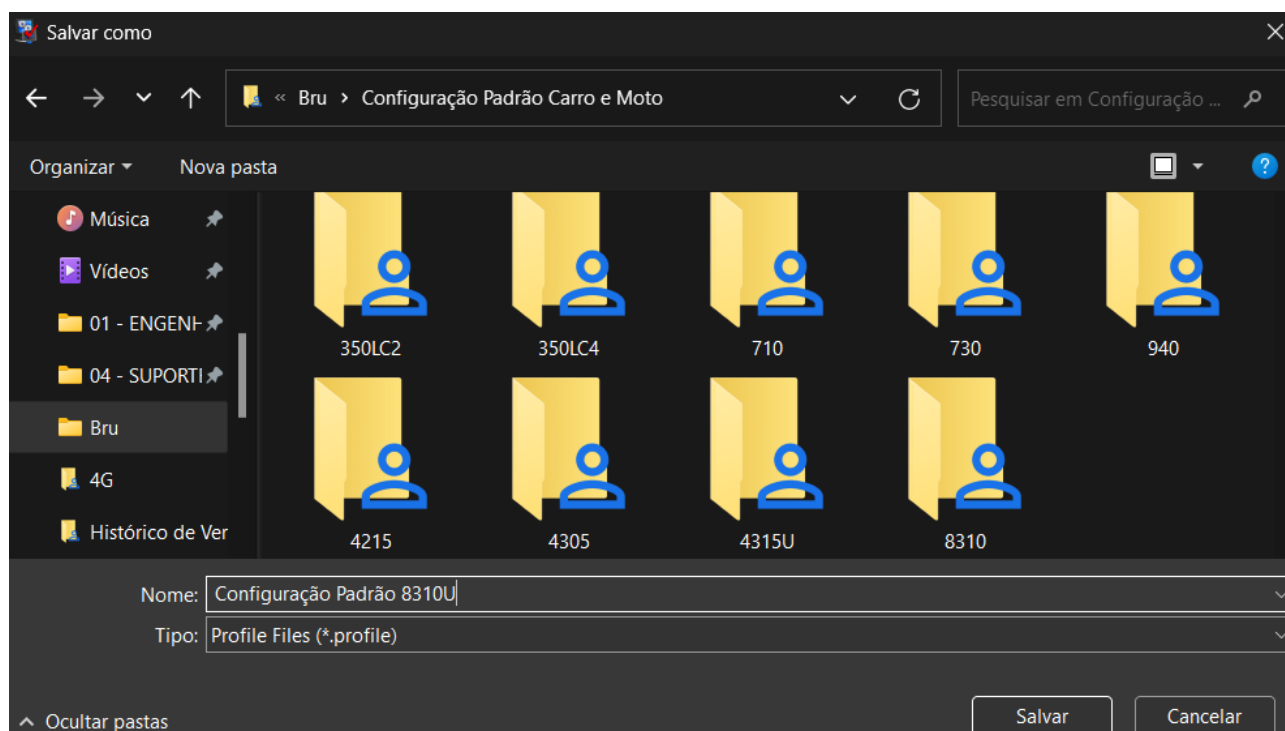 Salvar como
« Bru > Configuração Padrão Carro e Moto
Pesquisar em Configuração ...
Organizar
Nova pasta
Música
Vídeos
01 - ENGENH
04 - SUPORTI
Bru
4G
Histórico de Ver
350LC2
350LC4
710
730
940
4215
4305
4315U
8310
Nome: Configuração Padrão 8310U
Tipo: Profile Files (*.profile)
Ocultar pastas
Salvar
Cancelar